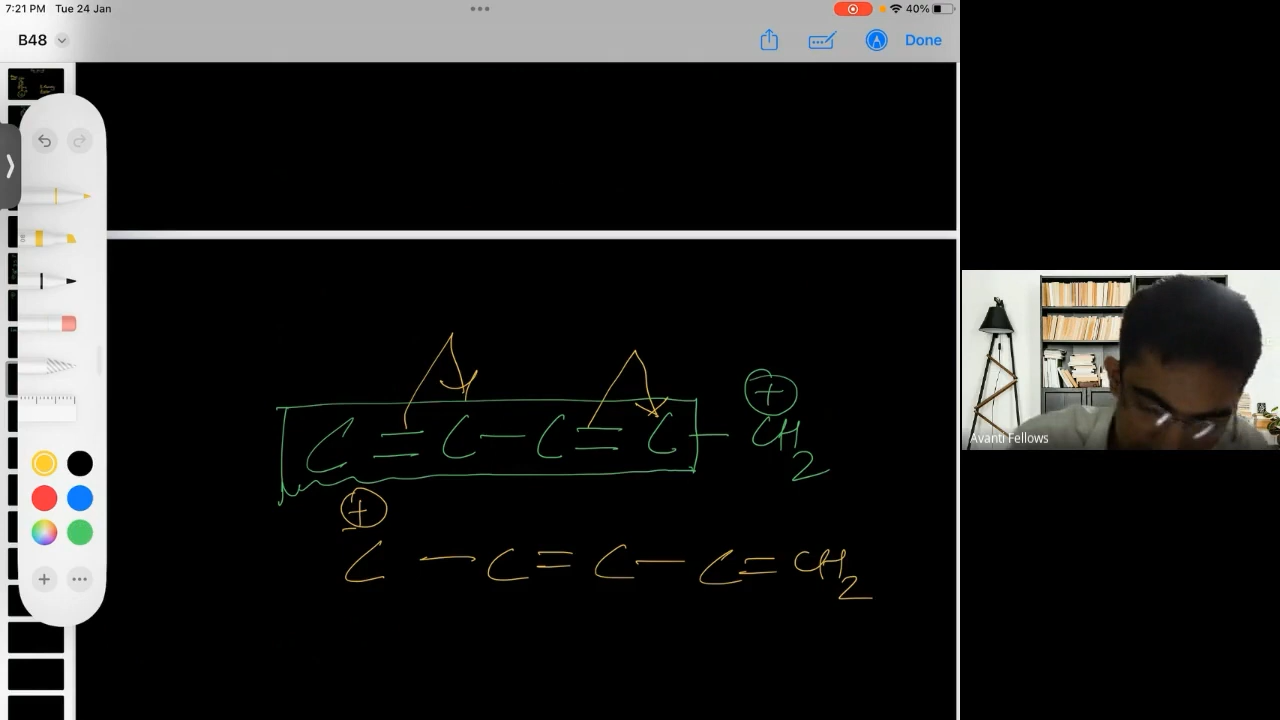 7:21 PM Tue 24 Jan
40%
B48
Done
C = C - C = C - CH2
+
+
C - C = C - C = CH2
Avanti Fellows